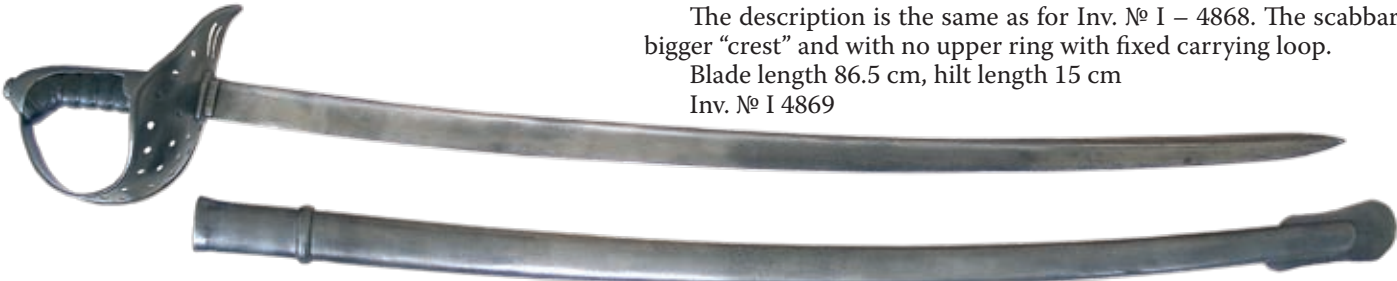 The description is the same as for Inv. № I – 4868. The scabbar
bigger “crest” and with no upper ring with fixed carrying loop.
Blade length 86.5 cm, hilt length 15 cm
Inv. № I 4869